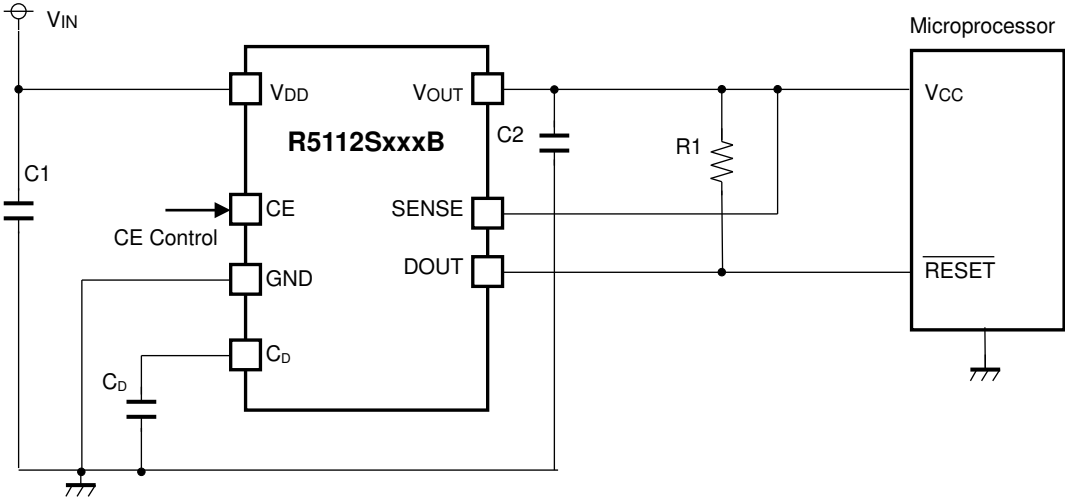 VIN
Microprocessor
VDD
VOUT
VCC
R5112SxxxB
C2
R1
C1
CE
SENSE
CE Control
DOUT
GND
RESET
CD
CD